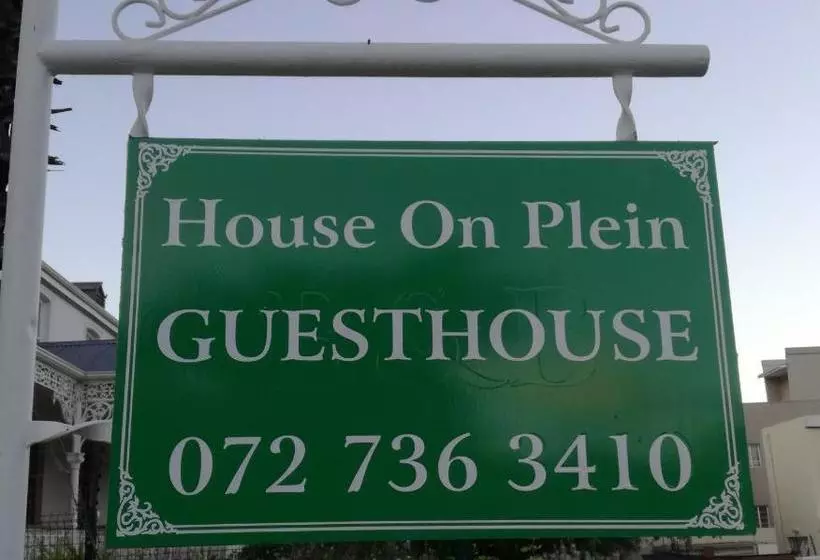 House On Plein
GUESTHOUSE
072 736 3410